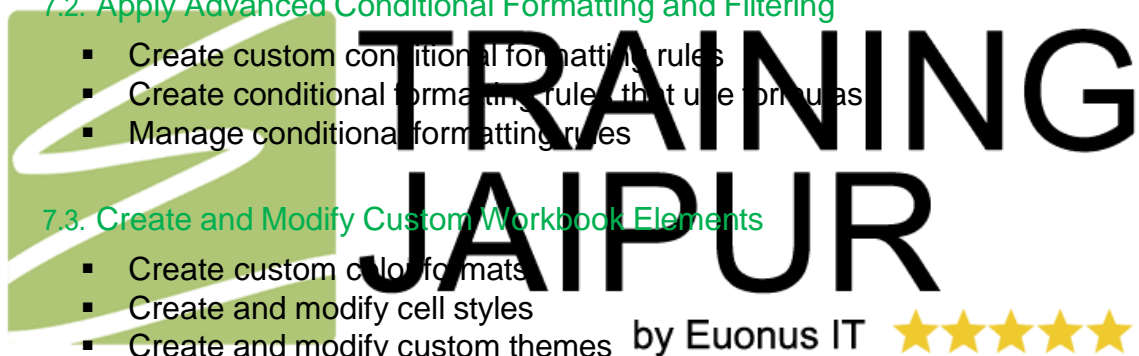 7.2. Apply Advanced Conditional Formatting and Filtering
▪ Create custom conditional formatting rules
▪ Create conditional formatting rules that use formulas
▪ Manage conditional formatting rules
TRAINING
7.3. Create and Modify Custom Workbook Elements
▪ Create custom color formats
▪ Create and modify cell styles
▪ Create and modify custom themes
JAIPUR
by Euonus IT